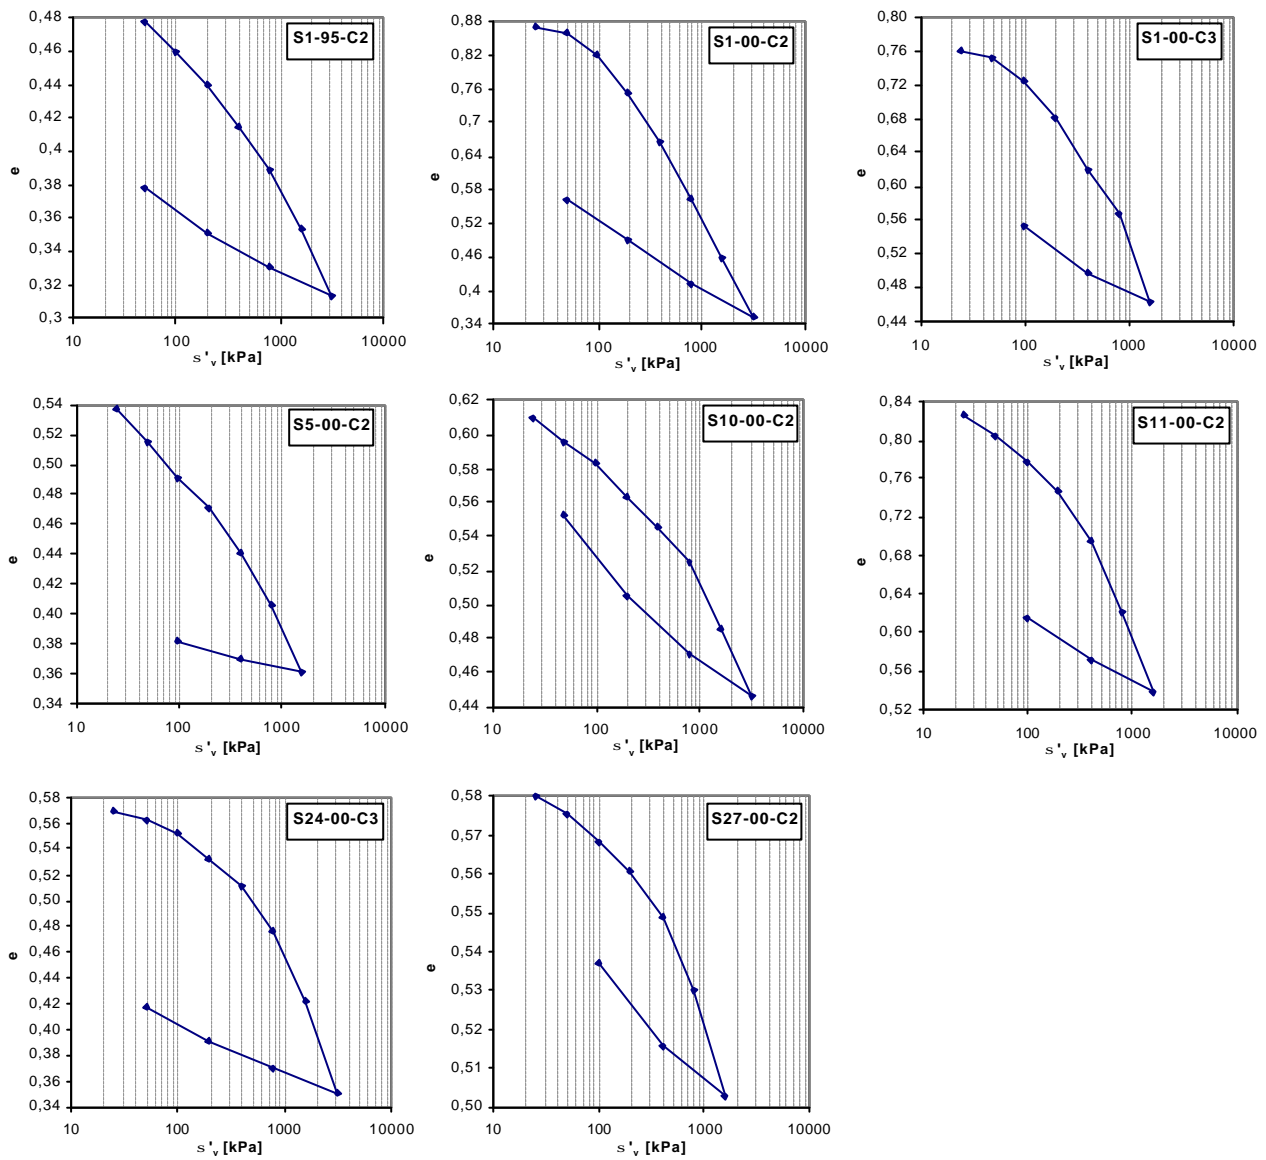 S1-95-C2
0,48
0,46
0,44
0,42
0,4
0,38
0,36
0,34
0,32
0,3
e
10 100 1000 10000
s'v [kPa]
S1-00-C2
0,88
0,82
0,76
0,7
0,64
0,58
0,52
0,46
0,4
0,34
e
10 100 1000 10000
s'v [kPa]
S1-00-C3
0,80
0,76
0,72
0,68
0,64
0,60
0,56
0,52
0,48
0,44
e
10 100 1000 10000
s'v [kPa]
S5-00-C2
0,54
0,52
0,50
0,48
0,46
0,44
0,42
0,40
0,38
0,36
0,34
e
10 100 1000 10000
s'v [kPa]
S10-00-C2
0,62
0,60
0,58
0,56
0,54
0,52
0,50
0,48
0,46
0,44
e
10 100 1000 10000
s'v [kPa]
S11-00-C2
0,84
0,80
0,76
0,72
0,68
0,64
0,60
0,56
0,52
e
10 100 1000 10000
s'v [kPa]
S24-00-C3
0,58
0,56
0,54
0,52
0,50
0,48
0,46
0,44
0,42
0,40
0,38
0,36
0,34
e
10 100 1000 10000
s'v [kPa]
S27-00-C2
0,58
0,57
0,56
0,55
0,54
0,53
0,52
0,51
0,50
e
10 100 1000 10000
s'v [kPa]